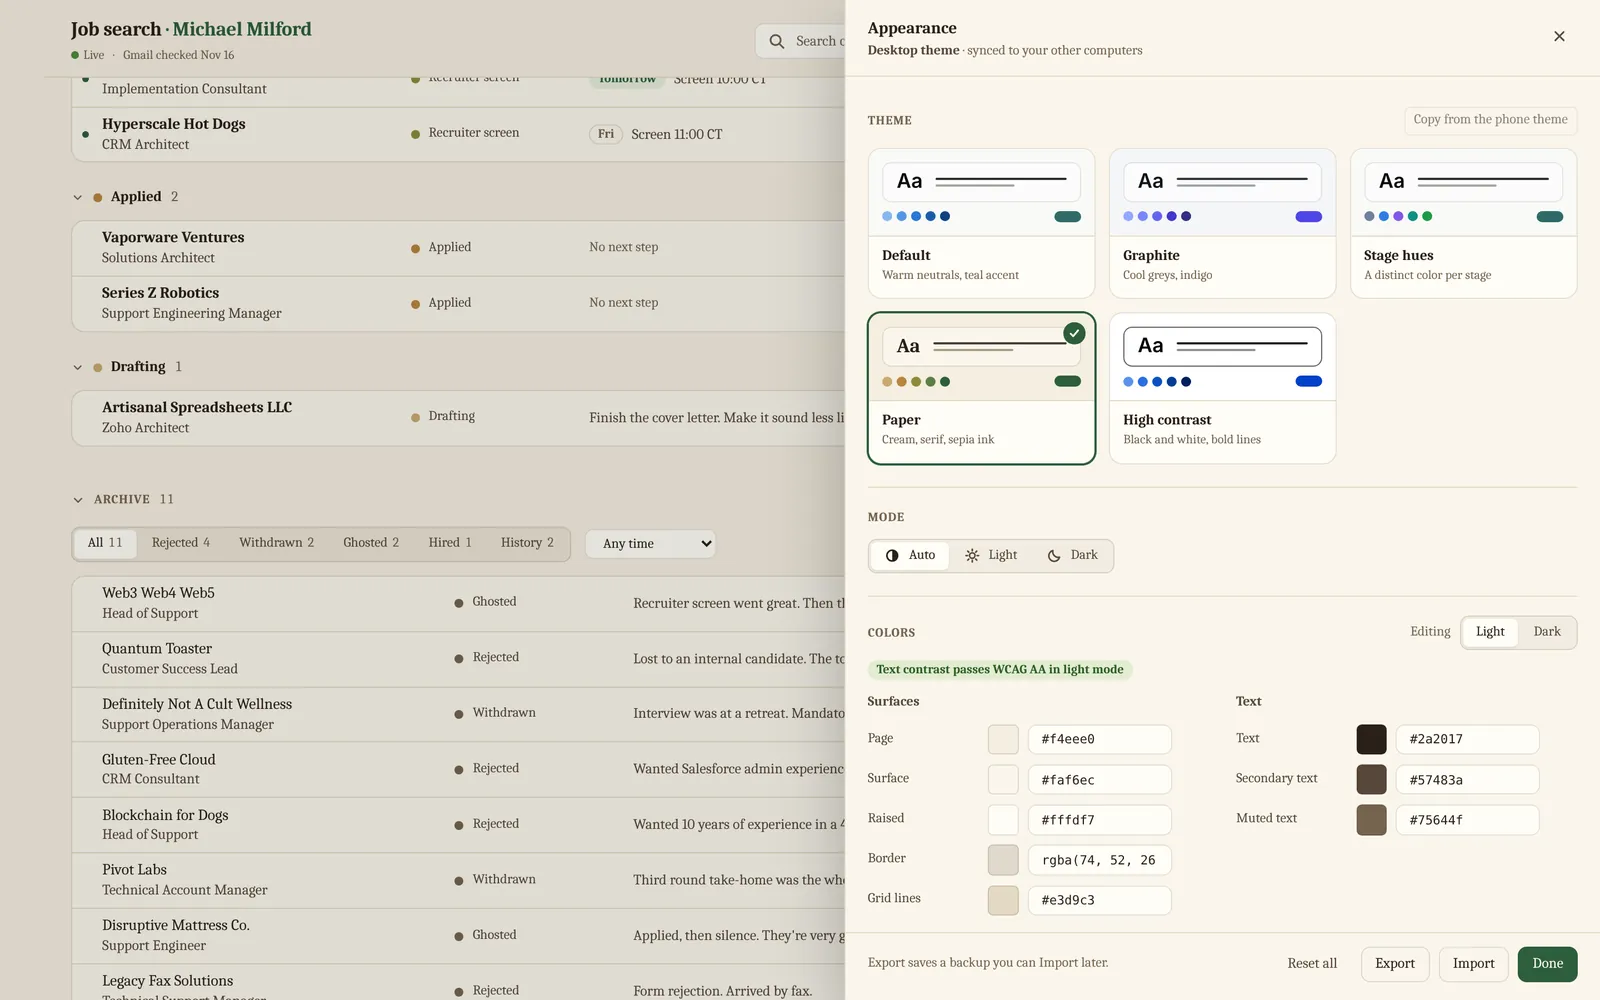 Job search · Michael Milford
Live · Gmail checked Nov 16
Search c
Recruiter screen
Tomorrow
Screen 10:00 CT
Implementation Consultant
Hyperscale Hot Dogs
CRM Architect
Recruiter screen
Fri
Screen 11:00 CT
Applied 2
Vaporware Ventures
Solutions Architect
Applied
No next step
Series Z Robotics
Support Engineering Manager
Applied
No next step
Drafting 1
Artisanal Spreadsheets LLC
Zoho Architect
Drafting
Finish the cover letter. Make it sound less li
ARCHIVE 11
All 11
Rejected 4
Withdrawn 2
Ghosted 2
Hired 1
History 2
Any time
Web3 Web4 Web5
Head of Support
Ghosted
Recruiter screen went great. Then th
Quantum Toaster
Customer Success Lead
Rejected
Lost to an internal candidate. The to
Definitely Not A Cult Wellness
Support Operations Manager
Withdrawn
Interview was at a retreat. Mandato
Gluten-Free Cloud
CRM Consultant
Rejected
Wanted Salesforce admin experienc
Blockchain for Dogs
Head of Support
Rejected
Wanted 10 years of experience in a 4
Pivot Labs
Technical Account Manager
Withdrawn
Third round take-home was the who
Disruptive Mattress Co.
Support Engineer
Ghosted
Applied, then silence. They're very g
Legacy Fax Solutions
Technical Support Manager
Rejected
Form rejection. Arrived by fax.
Appearance
Desktop theme · synced to your other computers
THEME
Copy from the phone theme
Aa
Default
Warm neutrals, teal accent
Aa
Graphite
Cool greys, indigo
Aa
Stage hues
A distinct color per stage
Aa
Paper
Cream, serif, sepia ink
Aa
High contrast
Black and white, bold lines
MODE
Auto
Light
Dark
COLORS
Editing
Light
Dark
Text contrast passes WCAG AA in light mode
Surfaces
Page
#f4eee0
Surface
#faf6ec
Raised
#fffdf7
Border
rgba(74, 52, 26
Grid lines
#e3d9c3
Text
Text
#2a2017
Secondary text
#57483a
Muted text
#75644f
Export saves a backup you can Import later.
Reset all
Export
Import
Done